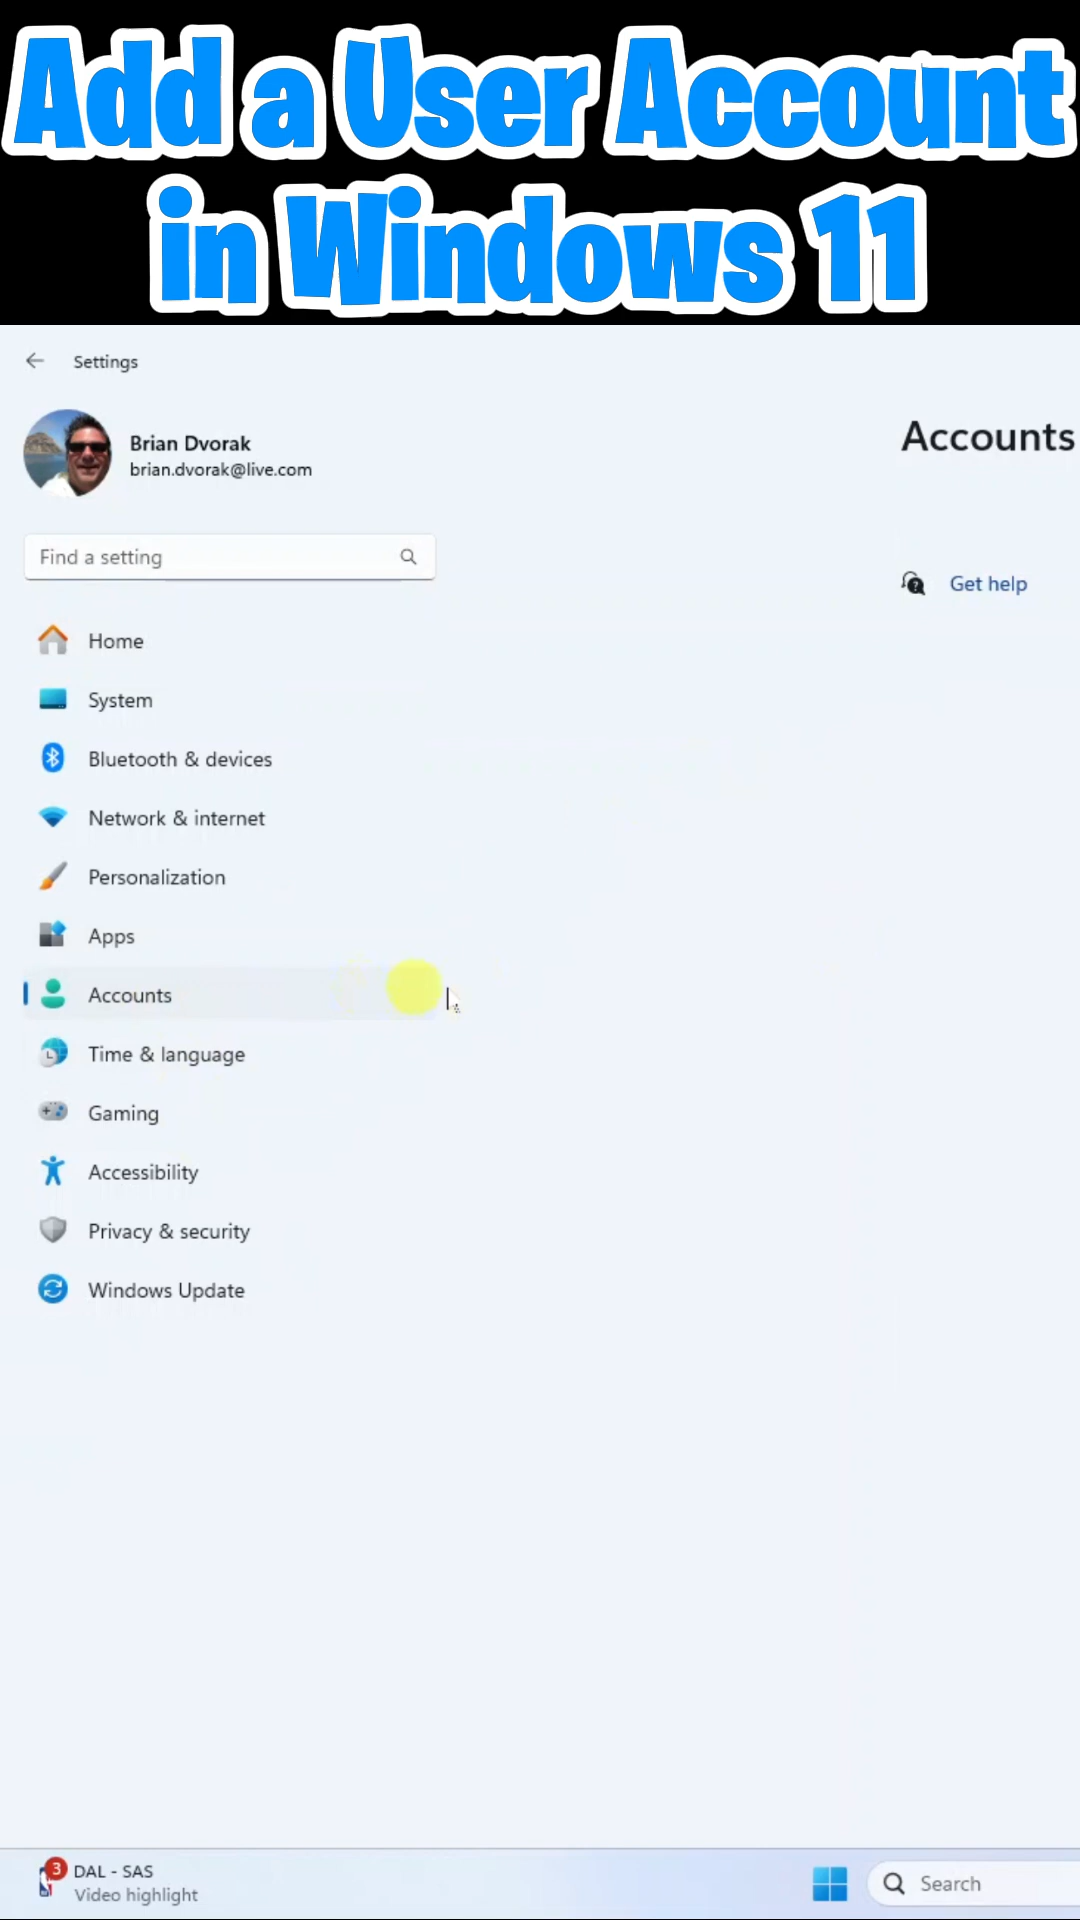 Add a User Account
in Windows 11
Settings
Brian Dvorak
brian.dvorak@live.com
Accounts
Find a setting
Get help
Home
System
Bluetooth & devices
Network & internet
Personalization
Apps
Accounts
Time & language
Gaming
Accessibility
Privacy & security
Windows Update
3
DAL - SAS
Video highlight
Search